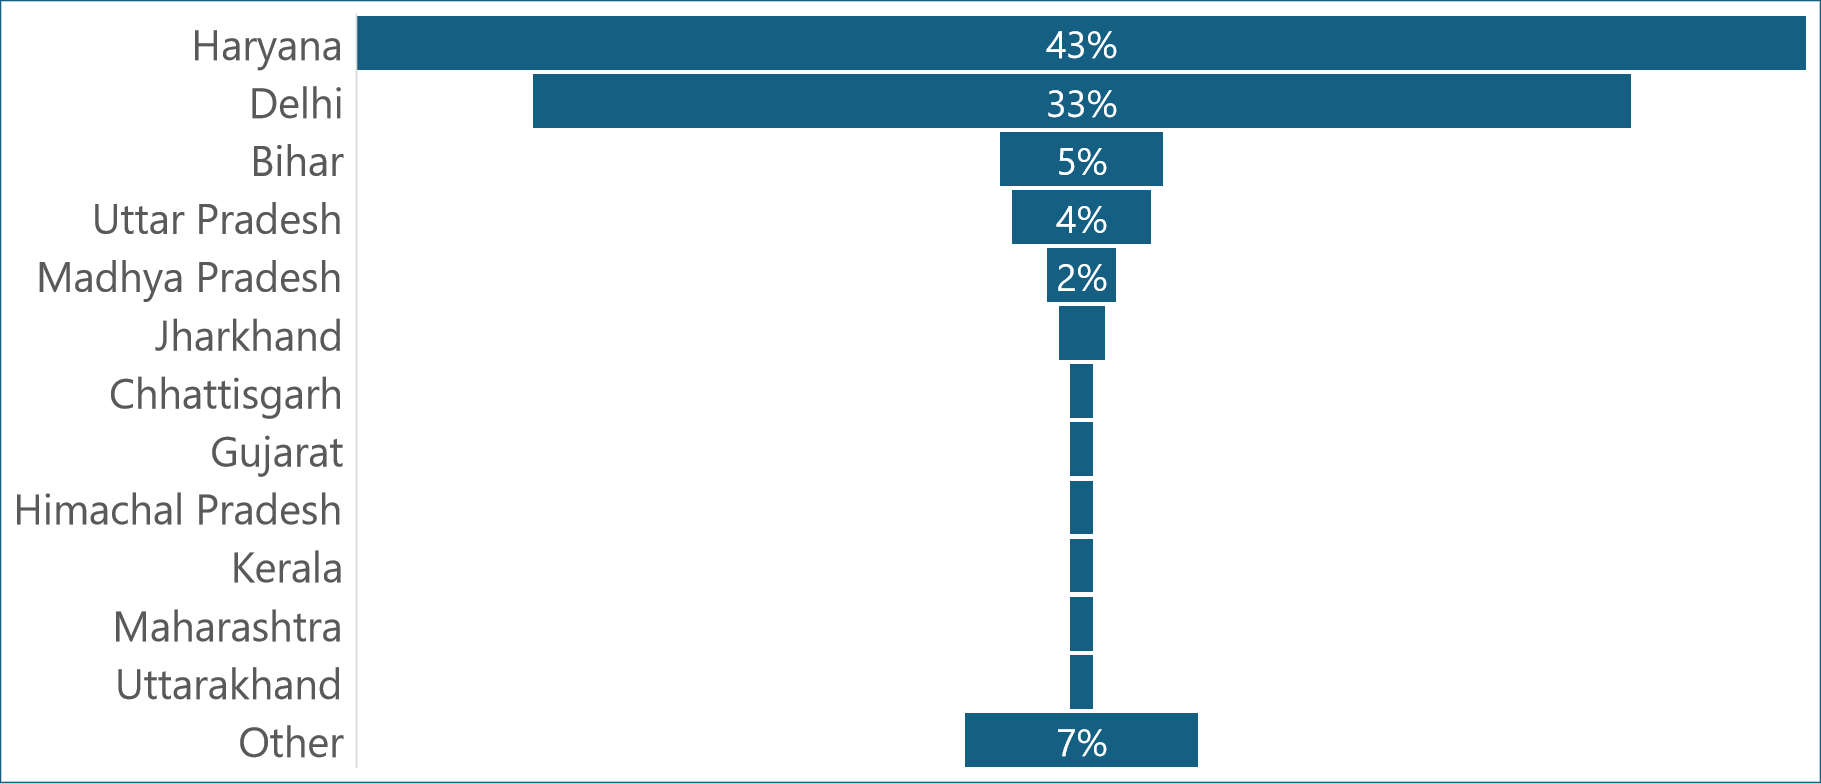 Haryana 43%
Delhi 33%
Bihar 5%
Uttar Pradesh 4%
Madhya Pradesh 2%
Jharkhand
Chhattisgarh
Gujarat
Himachal Pradesh
Kerala
Maharashtra
Uttarakhand
Other 7%